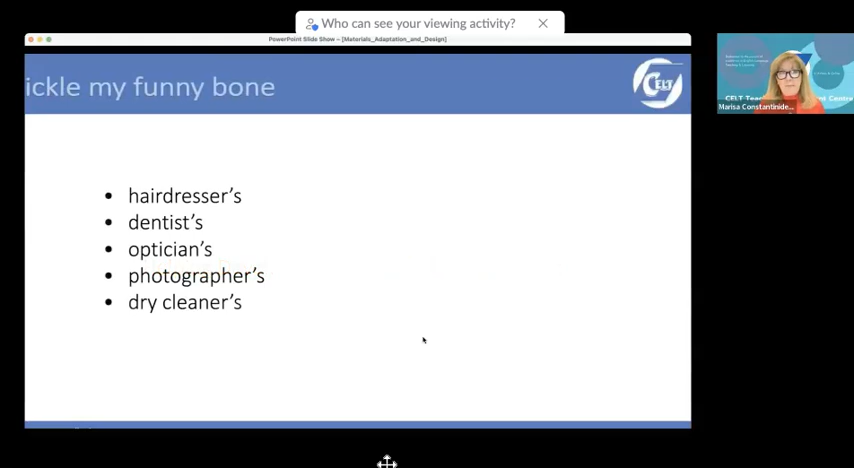 Who can see your viewing activity?
PowerPoint Slide Show – [Materials_Adaptation_and_Design]
ickle my funny bone
CELT
• hairdresser’s
• dentist’s
• optician’s
• photographer’s
• dry cleaner’s
Marisa Constantinide...